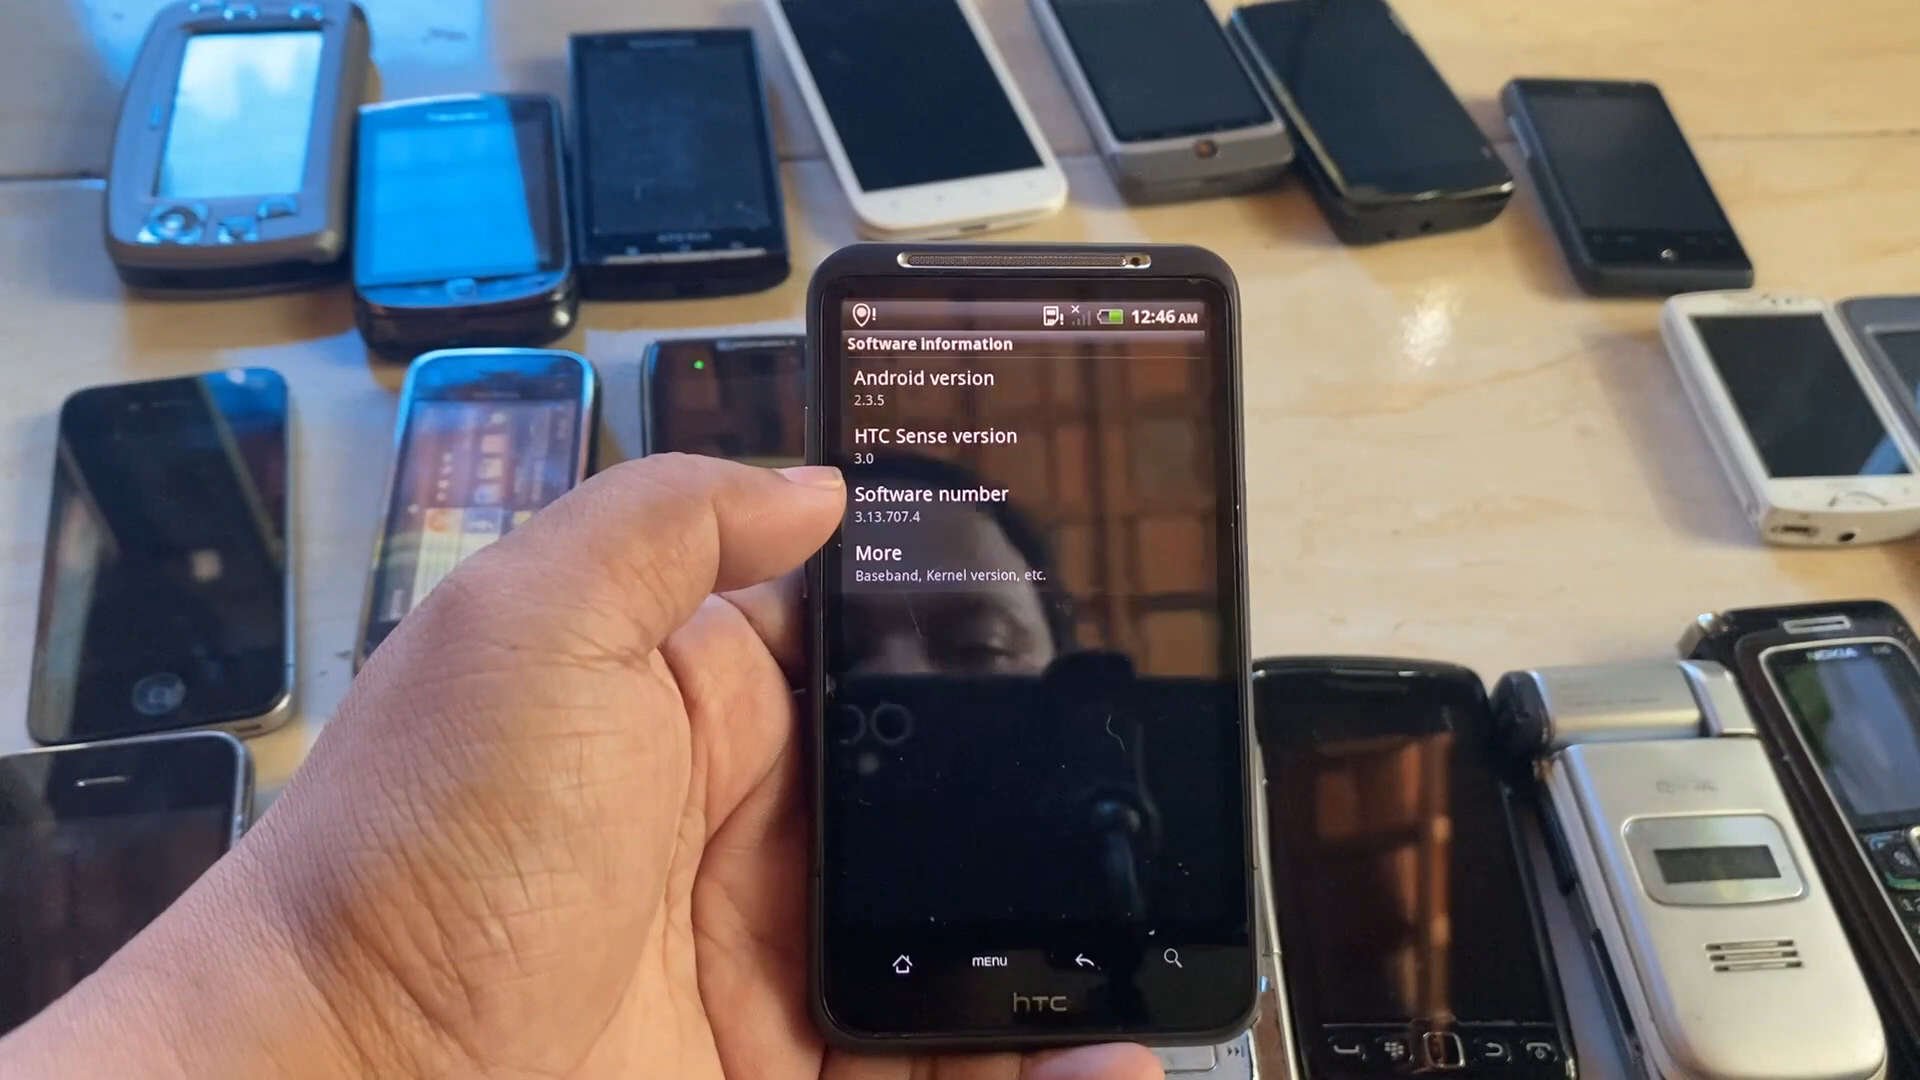 XPERIA
12:46 AM
Software information
Android version
2.3.5
HTC Sense version
3.0
Software number
3.13.707.4
More
Baseband, Kernel version, etc.
MENU
hTC
NOKIA